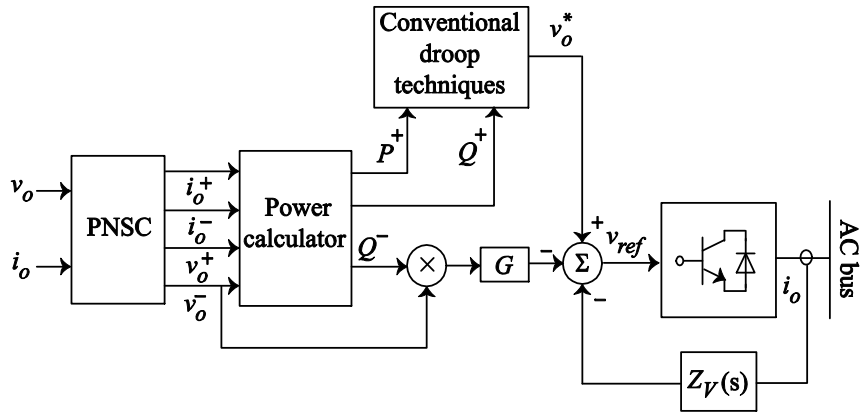 Conventional
droop
techniques
v_o^*
P^+
Q^+
v_o
i_o
PNSC
i_o^+
i_o^-
v_o^+
v_o^-
Power
calculator
Q^-
×
G
-
Σ
+
-
v_ref
i_o
AC bus
Z_V(s)